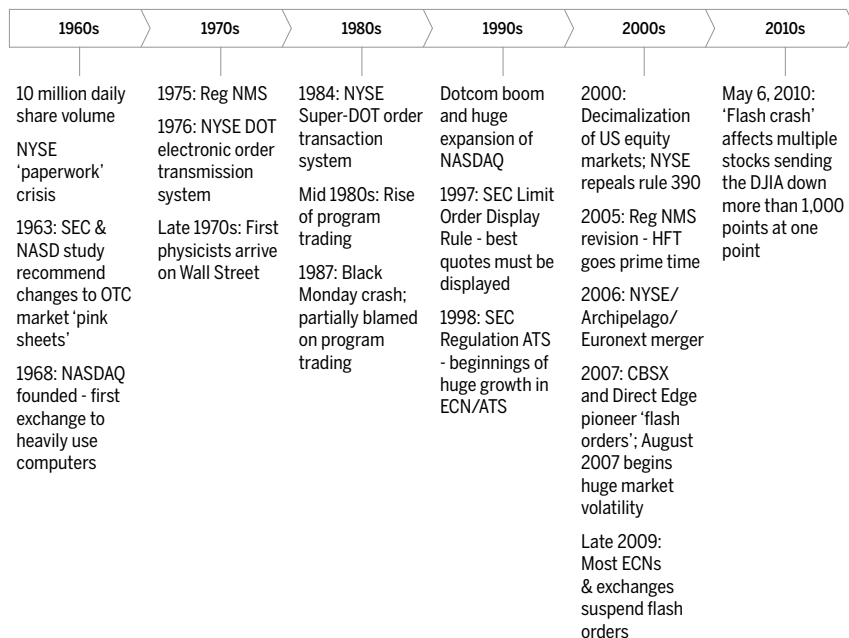 1960s
1970s
1980s
1990s
2000s
2010s
10 million daily
share volume
NYSE
‘paperwork’
crisis
1963: SEC &
NASD study
recommend
changes to OTC
market ‘pink
sheets’
1968: NASDAQ
founded - first
exchange to
heavily use
computers
1975: Reg NMS
1976: NYSE DOT
electronic order
transmission
system
Late 1970s: First
physicists arrive
on Wall Street
1984: NYSE
Super-DOT order
transaction
system
Mid 1980s: Rise
of program
trading
1987: Black
Monday crash;
partially blamed
on program
trading
Dotcom boom
and huge
expansion of
NASDAQ
1997: SEC Limit
Order Display
Rule - best
quotes must be
displayed
1998: SEC
Regulation ATS
- beginnings of
huge growth in
ECN/ATS
2000:
Decimalization
of US equity
markets; NYSE
repeals rule 390
2005: Reg NMS
revision - HFT
goes prime time
2006: NYSE/
Archipelago/
Euronext merger
2007: CBSX
and Direct Edge
pioneer ‘flash
orders’; August
2007 begins
huge market
volatility
Late 2009:
Most ECNs
& exchanges
suspend flash
orders
May 6, 2010:
‘Flash crash’
affects multiple
stocks sending
the DJIA down
more than 1,000
points at one
point